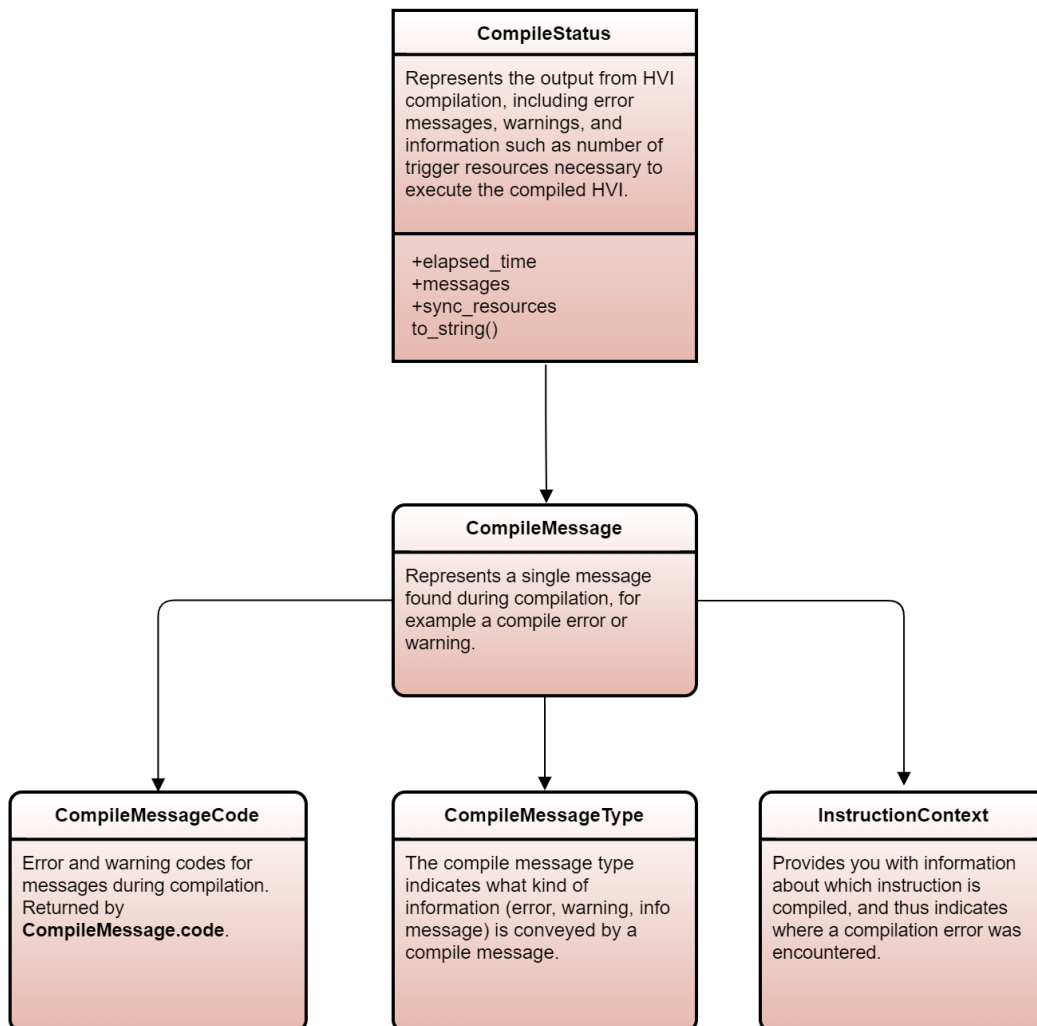 CompileStatus
Represents the output from HVI
compilation, including error
messages, warnings, and
information such as number of
trigger resources necessary to
execute the compiled HVI.
+elapsed_time
+messages
+sync_resources
to_string()
CompileMessage
Represents a single message
found during compilation, for
example a compile error or
warning.
CompileMessageCode
Error and warning codes for
messages during compilation.
Returned by
CompileMessage.code.
CompileMessageType
The compile message type
indicates what kind of
information (error, warning, info
message) is conveyed by a
compile message.
InstructionContext
Provides you with information
about which instruction is
compiled, and thus indicates
where a compilation error was
encountered.